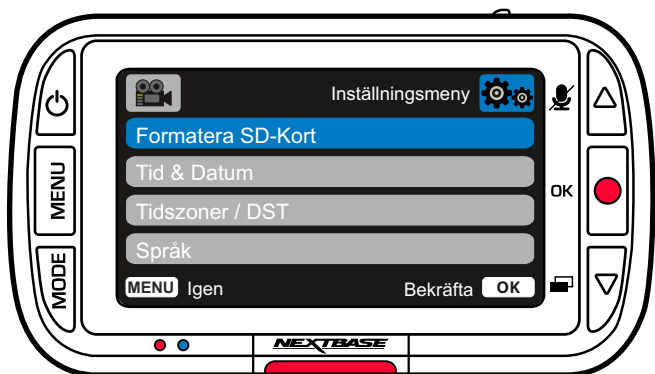 Inställningsmeny
Formatera SD-Kort
MENU
Tid & Datum
OK
Tidszoner / DST
Språk
MODE
MENU Igen
Bekräfta OK
NEXTBASE